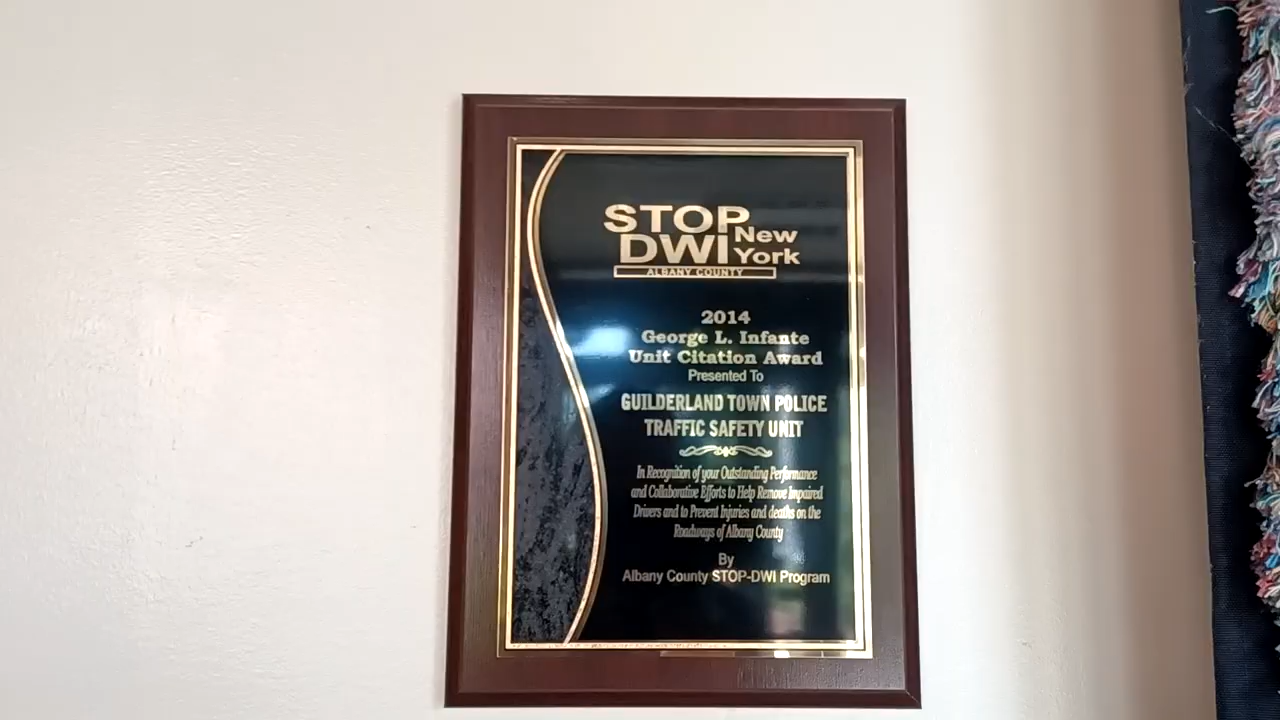 STOP
DWI New York
ALBANY COUNTY
2014
George L. Infante
Unit Citation Award
Presented To
GUILDERLAND TOWN POLICE
TRAFFIC SAFETY UNIT
In Recognition of your Outstanding Performance
and Collaborative Efforts to Help Remove Impaired
Drivers and to Prevent Injuries and deaths on the
Roadways of Albany County
By
Albany County STOP-DWI Program